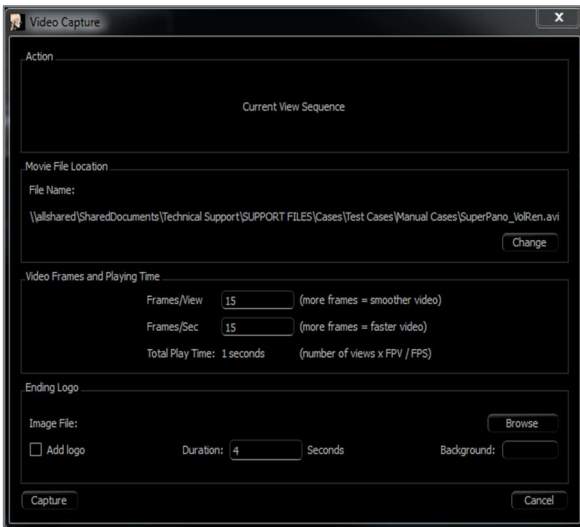 Video Capture
X
Action
Current View Sequence
Movie File Location
File Name:
\\allshared\SharedDocuments\Technical Support\SUPPORT FILES\Cases\Test Cases\Manual Cases\SuperPano_VolRen.avi
Change
Video Frames and Playing Time
Frames/View 15 (more frames = smoother video)
Frames/Sec 15 (more frames = faster video)
Total Play Time: 1 seconds (number of views x FPV / FPS)
Ending Logo
Image File: Browse
Add logo Duration: 4 Seconds Background:
Capture Cancel